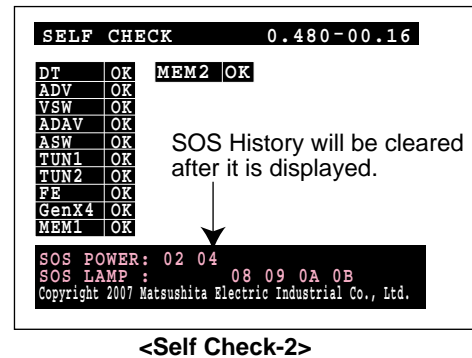 SELF CHECK 0.480-00.16
DT OK MEM2 OK
ADV OK
VSW OK
ADAV OK
ASW OK
TUN1 OK
TUN2 OK
FE OK
GenX4 OK
MEM1 OK
SOS History will be cleared
after it is displayed.
SOS POWER: 02 04
SOS LAMP : 08 09 0A 0B
Copyright 2007 Matsushita Electric Industrial Co., Ltd.
<Self Check-2>